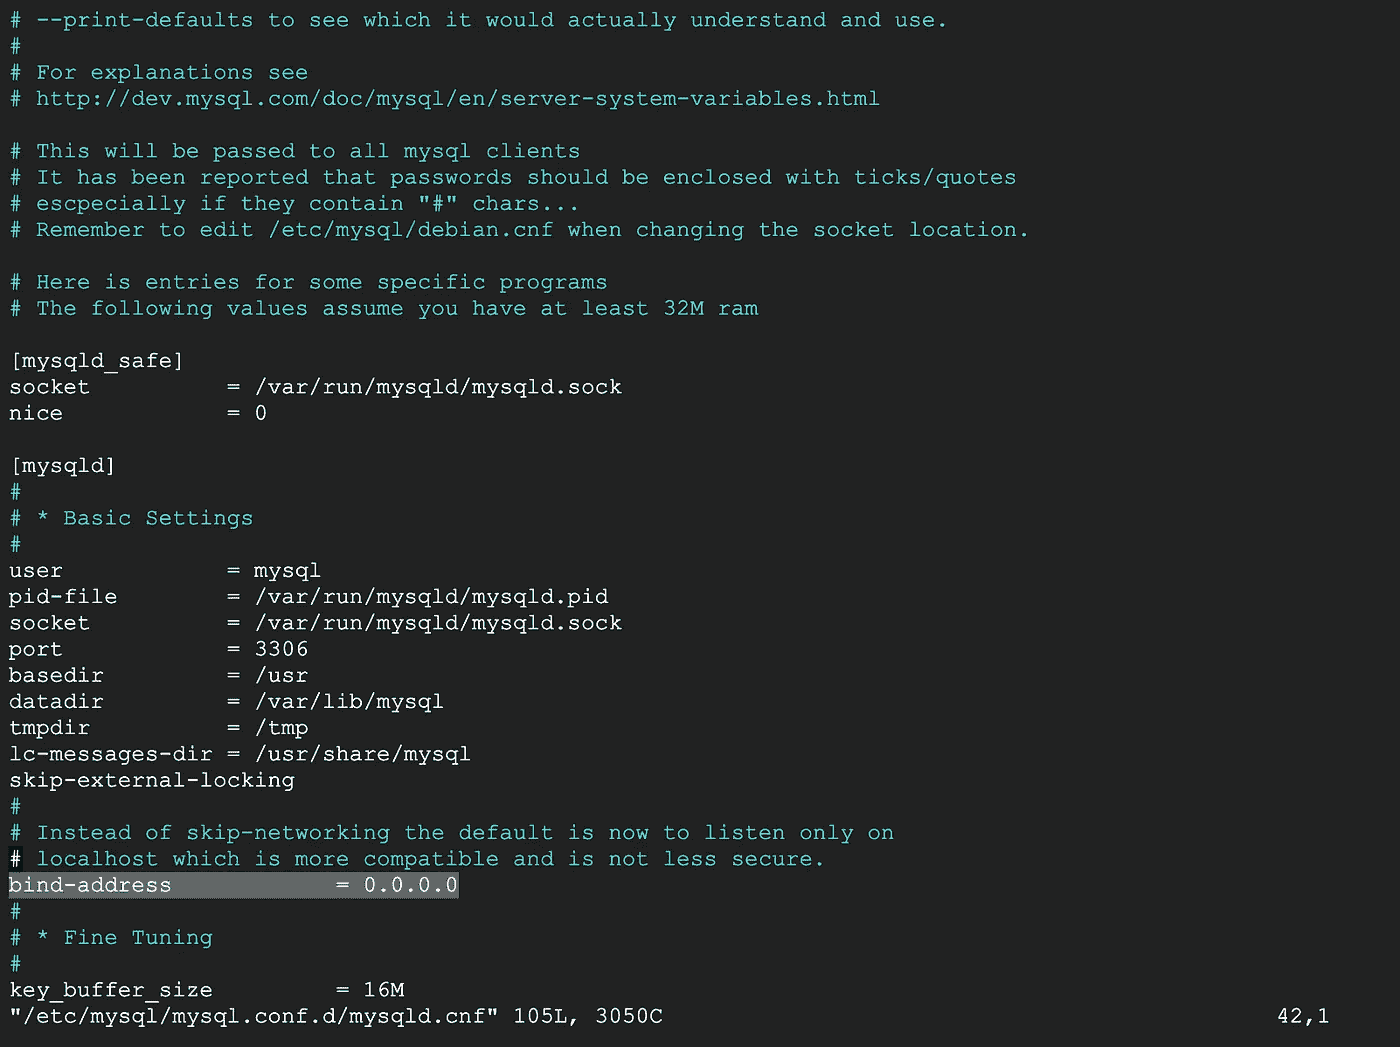 # --print-defaults to see which it would actually understand and use.
#
# For explanations see
# http://dev.mysql.com/doc/mysql/en/server-system-variables.html

# This will be passed to all mysql clients
# It has been reported that passwords should be enclosed with ticks/quotes
# escpecially if they contain "#" chars...
# Remember to edit /etc/mysql/debian.cnf when changing the socket location.

# Here is entries for some specific programs
# The following values assume you have at least 32M ram

[mysqld_safe]
socket          = /var/run/mysqld/mysqld.sock
nice            = 0

[mysqld]
#
# * Basic Settings
#
user            = mysql
pid-file        = /var/run/mysqld/mysqld.pid
socket          = /var/run/mysqld/mysqld.sock
port            = 3306
basedir         = /usr
datadir         = /var/lib/mysql
tmpdir          = /tmp
lc-messages-dir = /usr/share/mysql
skip-external-locking
#
# Instead of skip-networking the default is now to listen only on
# localhost which is more compatible and is not less secure.
bind-address            = 0.0.0.0
#
# * Fine Tuning
#
key_buffer_size         = 16M
"/etc/mysql/mysql.conf.d/mysqld.cnf" 105L, 3050C 42,1